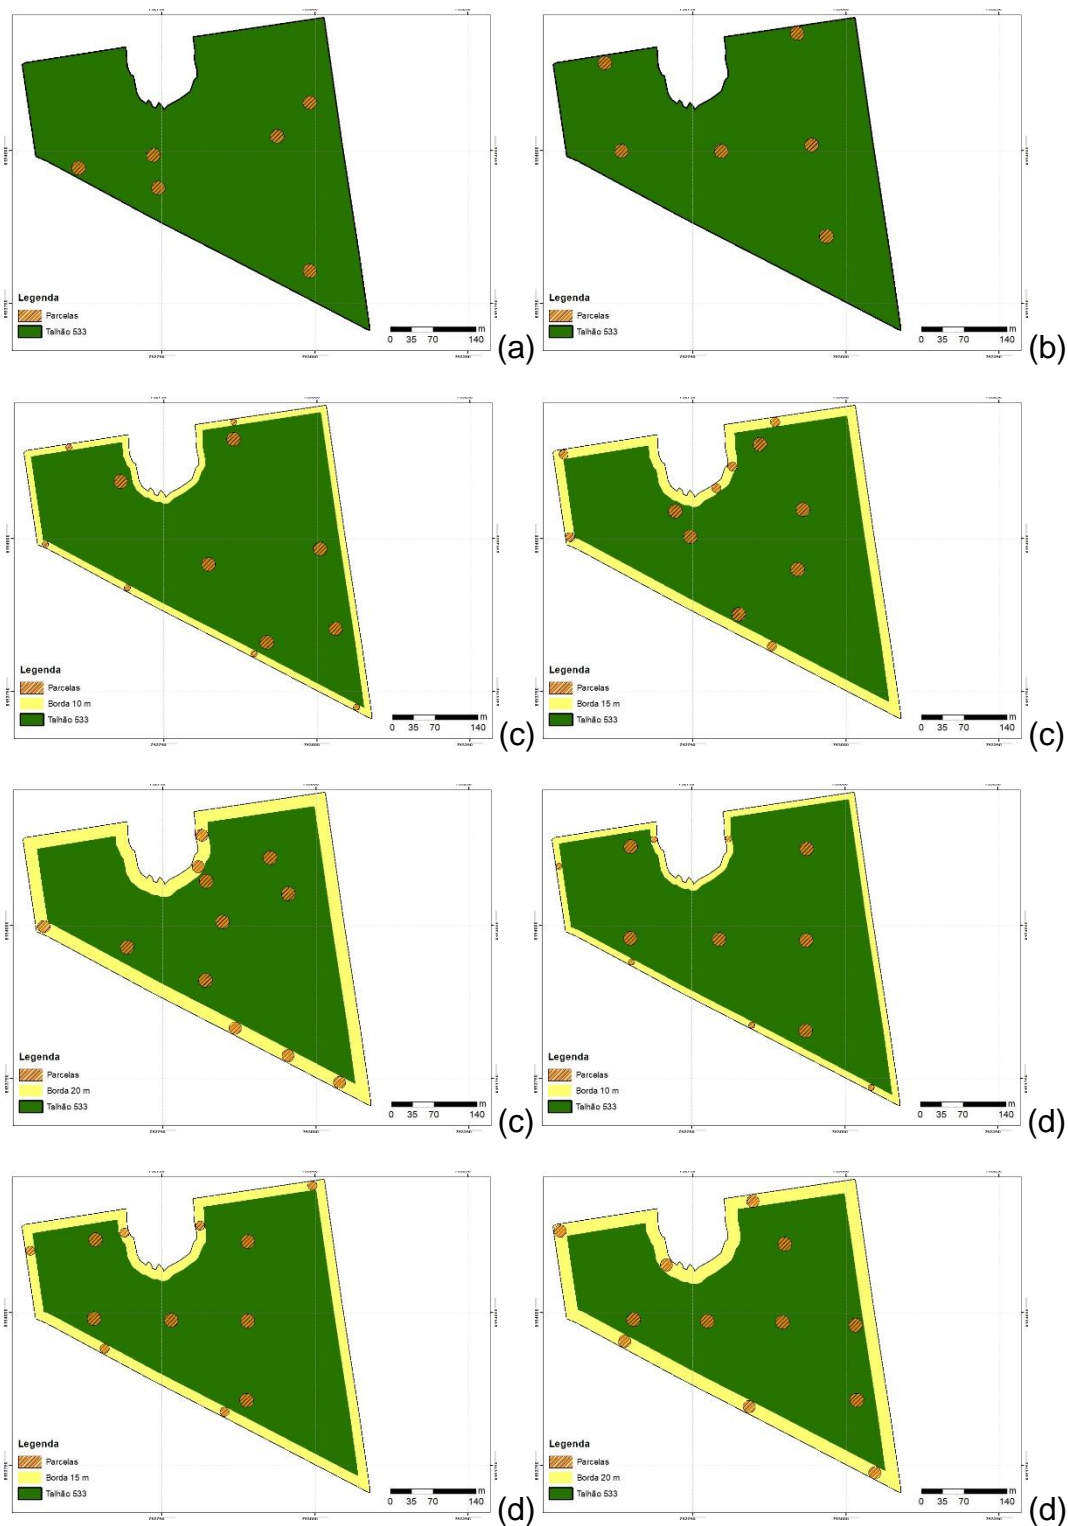 Legenda
Parcelas
Talhão 533
m
0 35 70 140
(a)
Legenda
Parcelas
Talhão 533
m
0 35 70 140
(b)
Legenda
Parcelas
Borda 10 m
Talhão 533
m
0 35 70 140
(c)
Legenda
Parcelas
Borda 15 m
Talhão 533
m
0 35 70 140
(c)
Legenda
Parcelas
Borda 20 m
Talhão 533
m
0 35 70 140
(c)
Legenda
Parcelas
Borda 10 m
Talhão 533
m
0 35 70 140
(d)
Legenda
Parcelas
Borda 15 m
Talhão 533
m
0 35 70 140
(d)
Legenda
Parcelas
Borda 20 m
Talhão 533
m
0 35 70 140
(d)